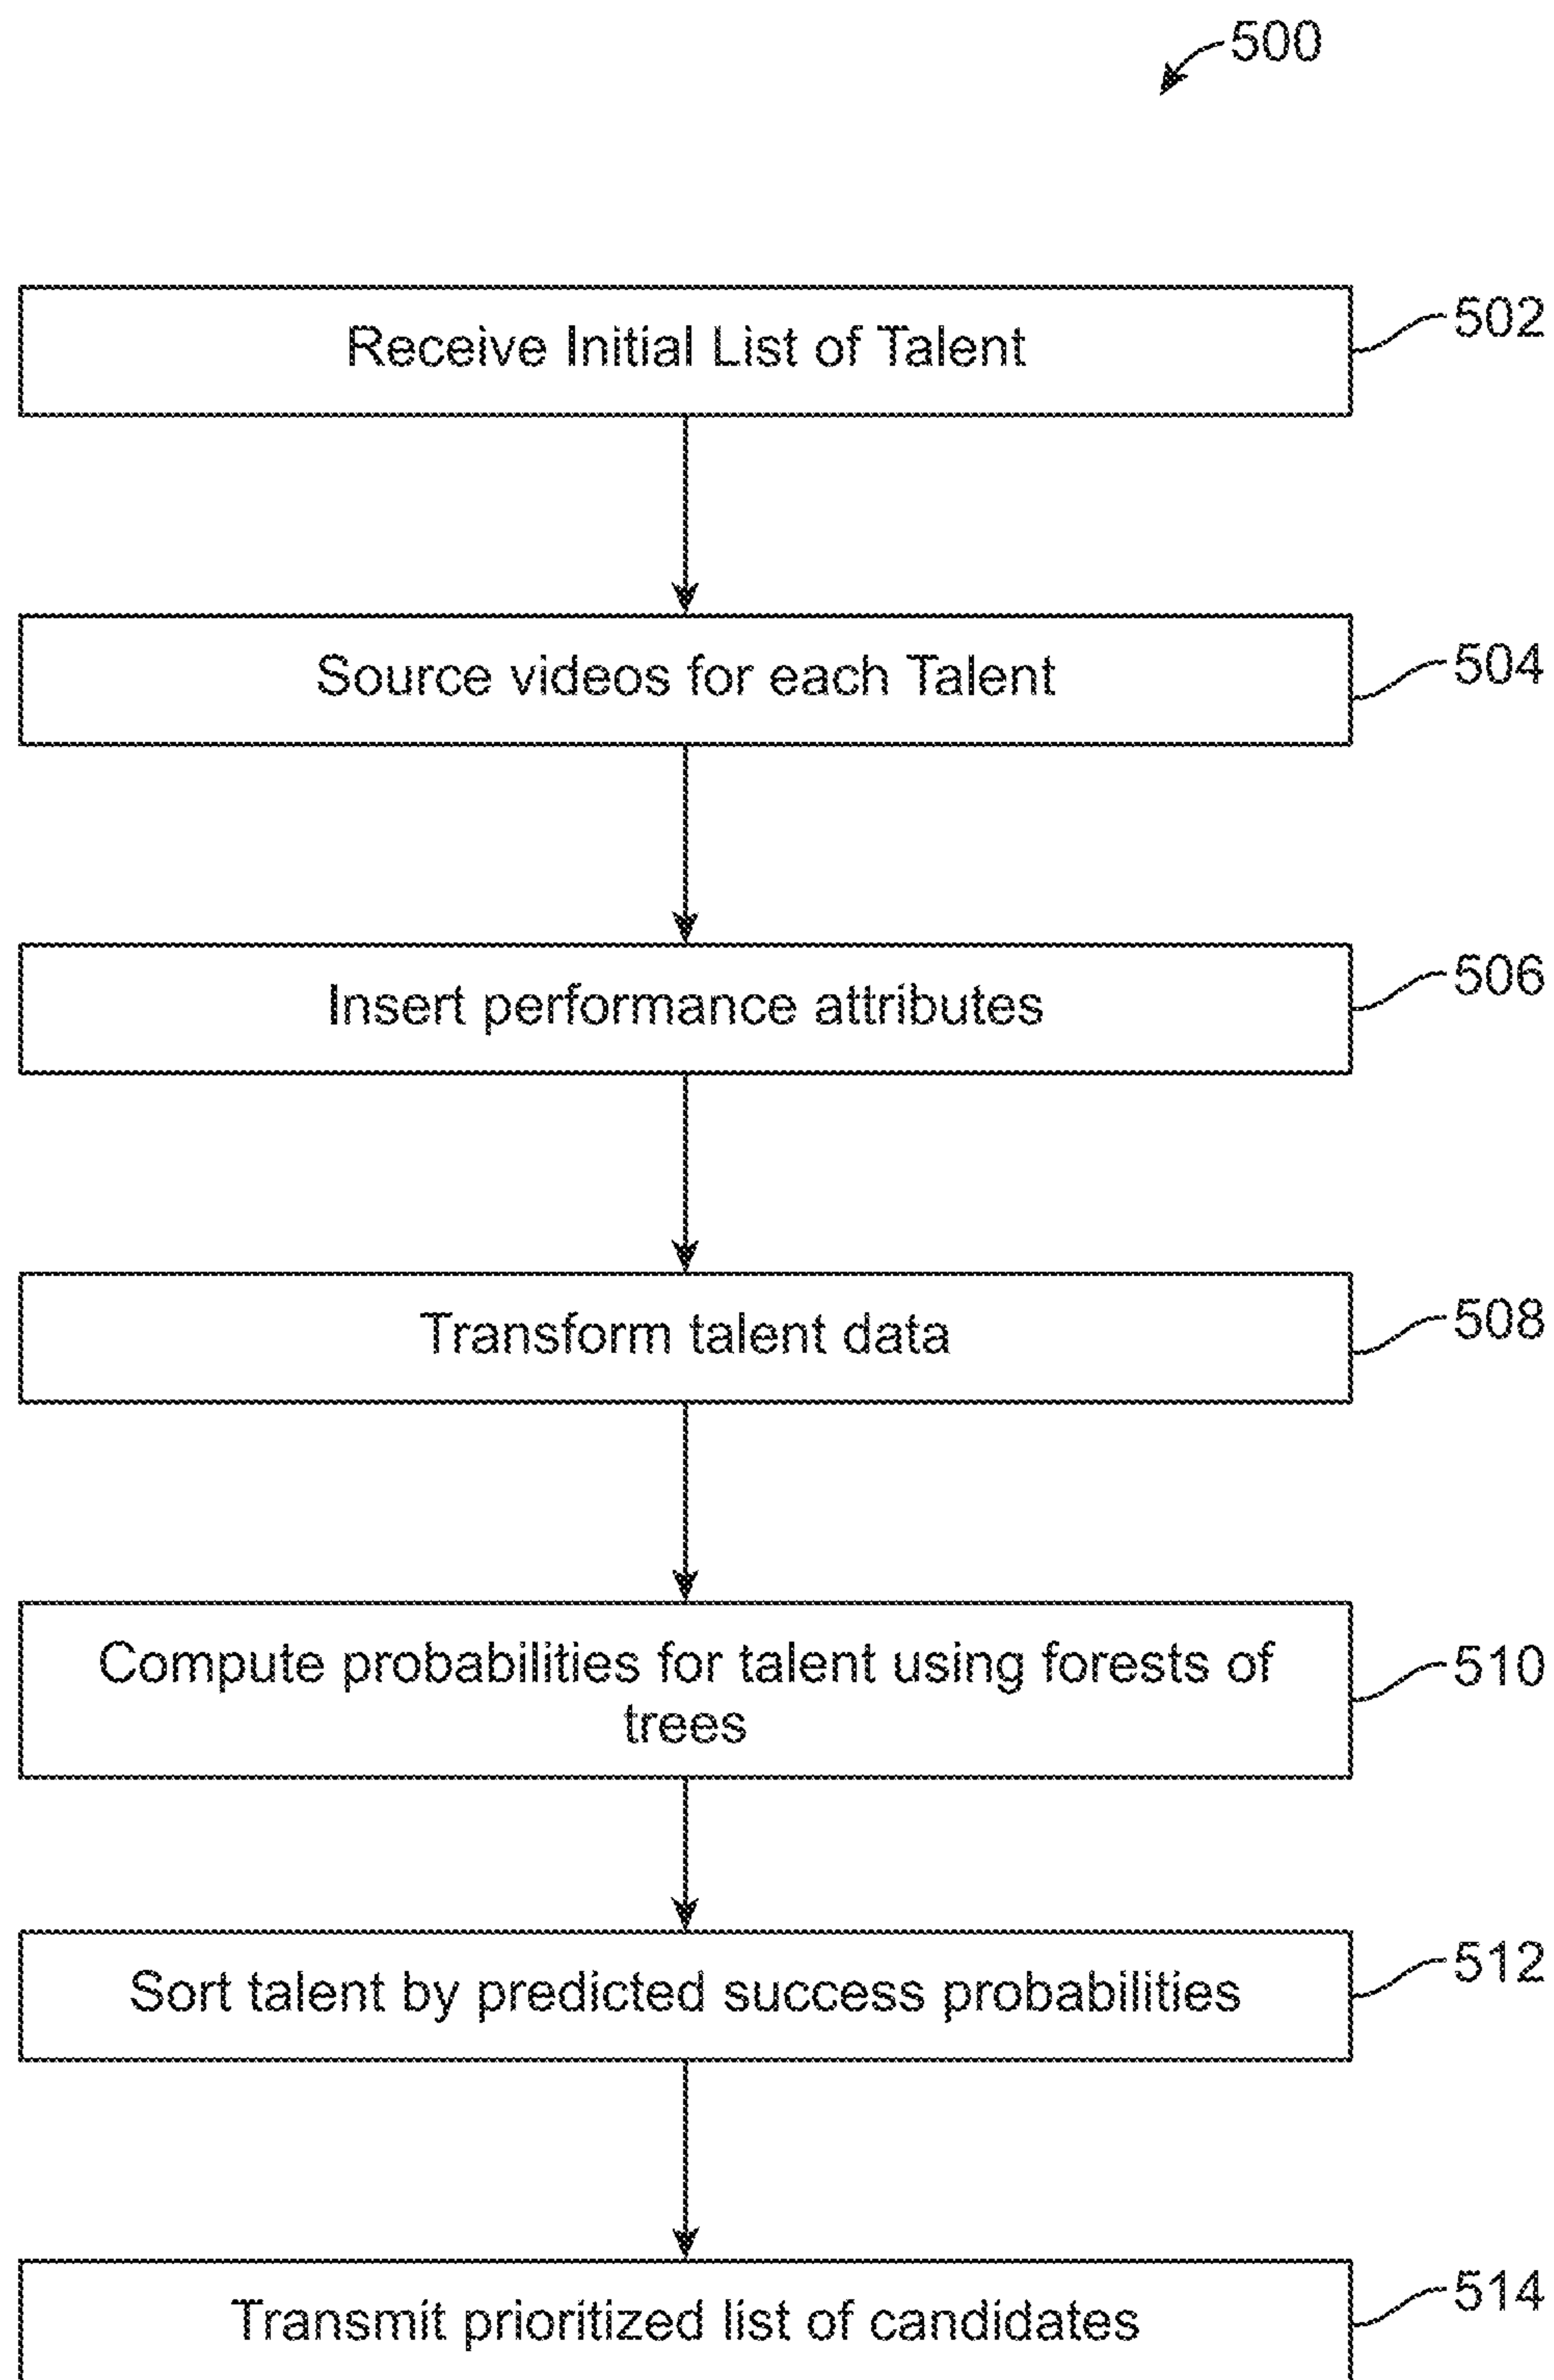 500
Receive Initial List of Talent
502
Source videos for each Talent
504
Insert performance attributes
506
Transform talent data
508
Compute probabilities for talent using forests of
trees
510
Sort talent by predicted success probabilities
512
Transmit prioritized list of candidates
514